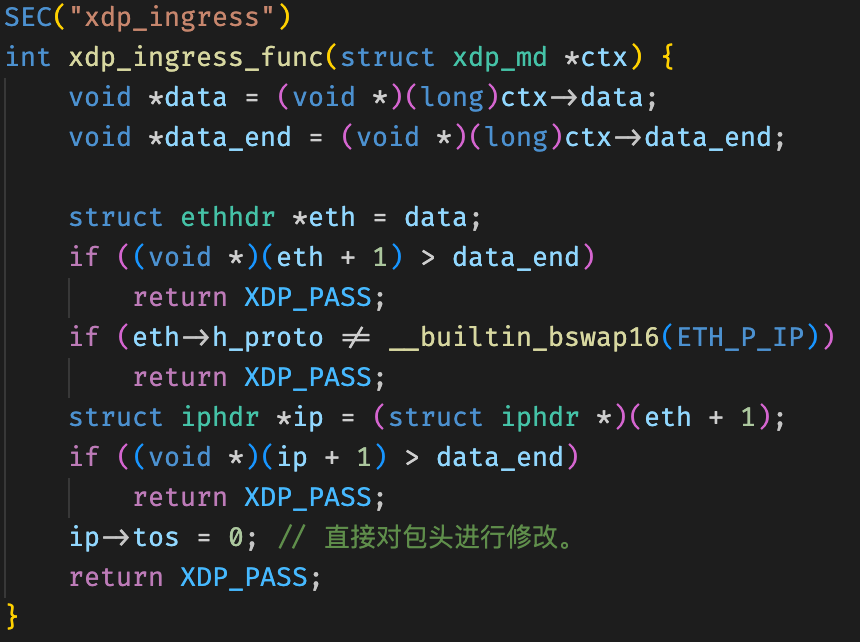 SEC("xdp_ingress")
int xdp_ingress_func(struct xdp_md *ctx) {
    void *data = (void *)(long)ctx->data;
    void *data_end = (void *)(long)ctx->data_end;

    struct ethhdr *eth = data;
    if ((void *)(eth + 1) > data_end)
        return XDP_PASS;
    if (eth->h_proto != __builtin_bswap16(ETH_P_IP))
        return XDP_PASS;
    struct iphdr *ip = (struct iphdr *)(eth + 1);
    if ((void *)(ip + 1) > data_end)
        return XDP_PASS;
    ip->tos = 0; // 直接对包头进行修改。
    return XDP_PASS;
}